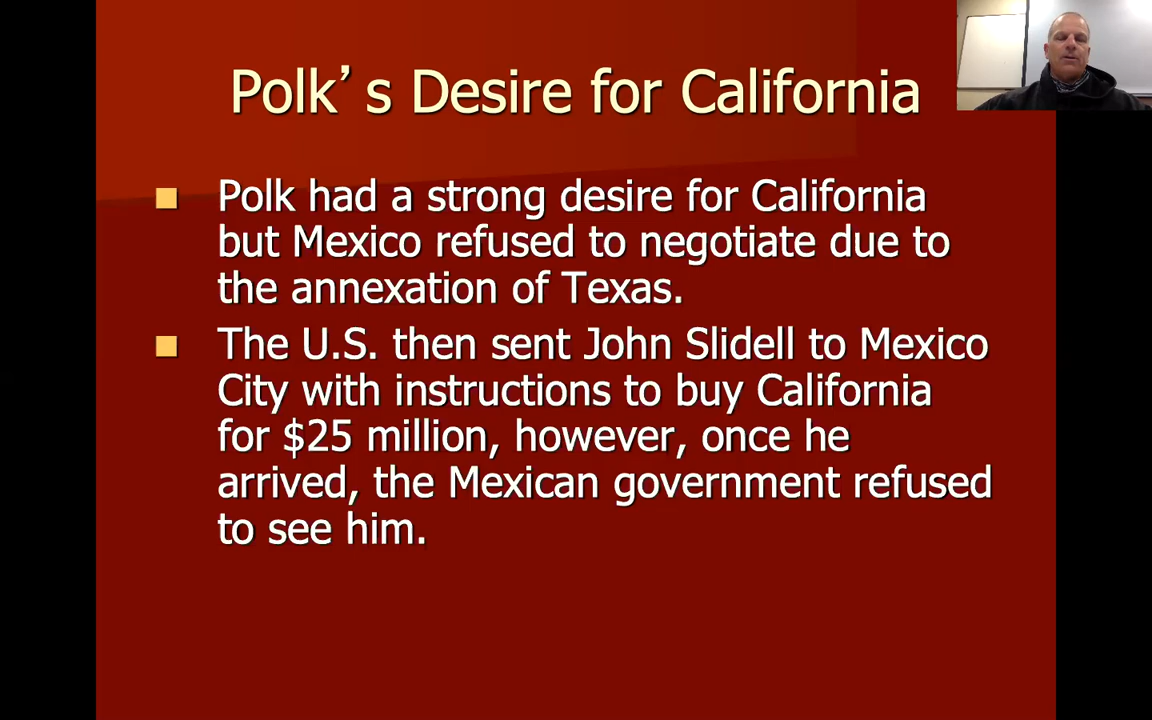 Polk’s Desire for California
Polk had a strong desire for California
but Mexico refused to negotiate due to
the annexation of Texas.
The U.S. then sent John Slidell to Mexico
City with instructions to buy California
for $25 million, however, once he
arrived, the Mexican government refused
to see him.